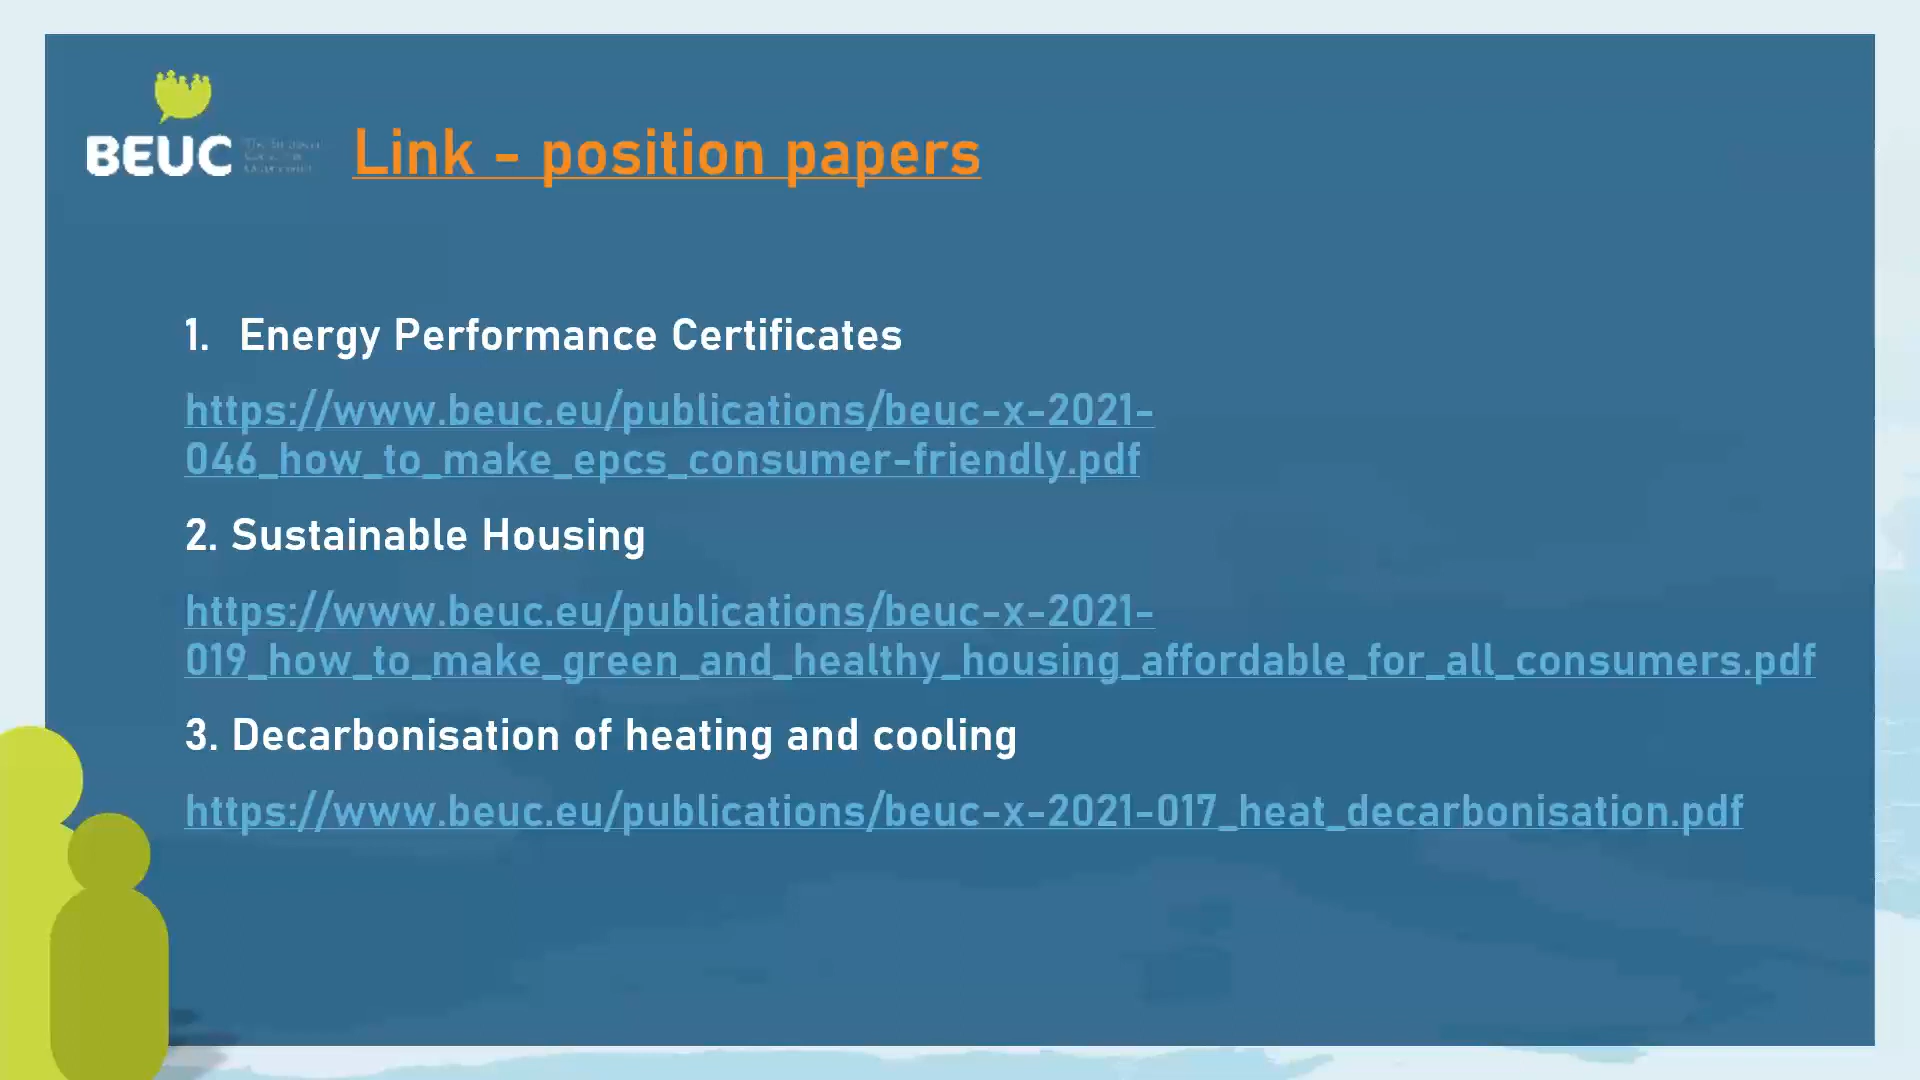 BEUC
Link - position papers
1. Energy Performance Certificates
https://www.beuc.eu/publications/beuc-x-2021-
046_how_to_make_epcs_consumer-friendly.pdf
2. Sustainable Housing
https://www.beuc.eu/publications/beuc-x-2021-
019_how_to_make_green_and_healthy_housing_affordable_for_all_consumers.pdf
3. Decarbonisation of heating and cooling
https://www.beuc.eu/publications/beuc-x-2021-017_heat_decarbonisation.pdf